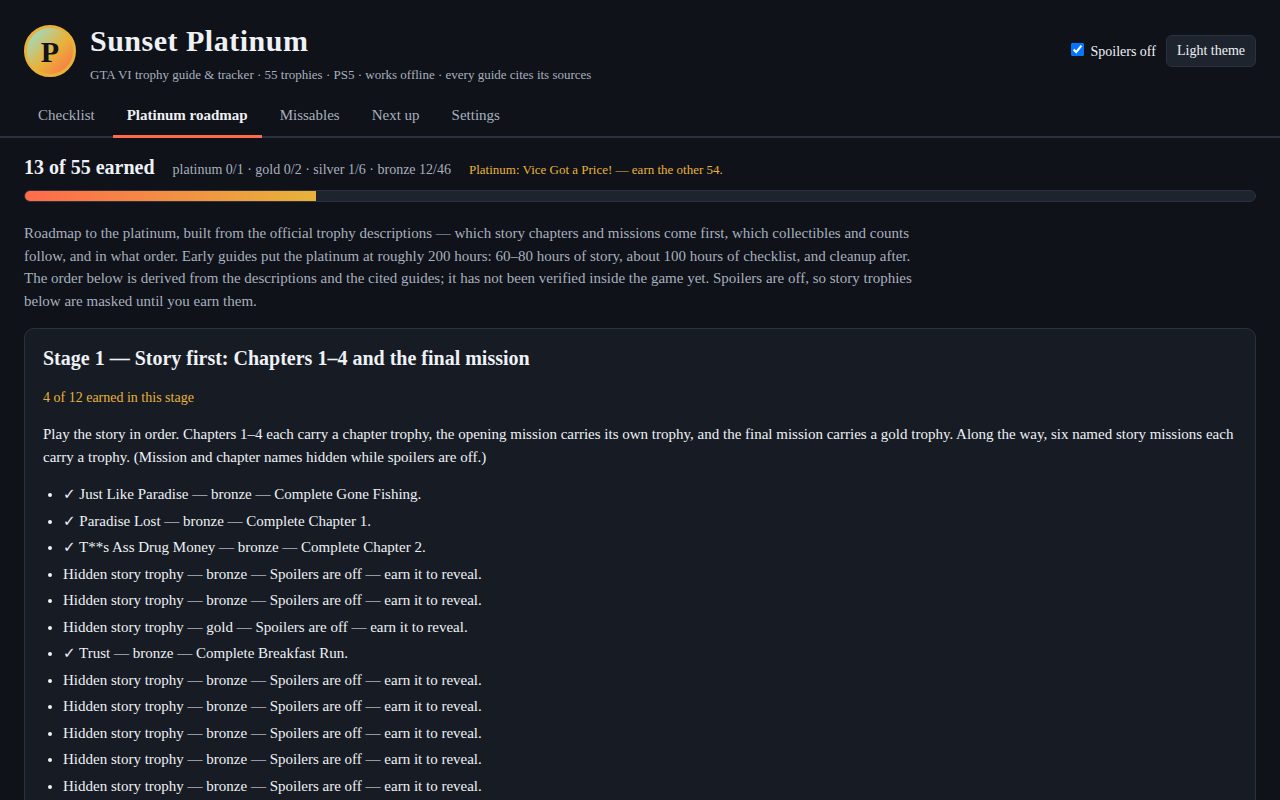 P
Sunset Platinum
GTA VI trophy guide & tracker · 55 trophies · PS5 · works offline · every guide cites its sources
Spoilers off
Light theme
Checklist
Platinum roadmap
Missables
Next up
Settings
13 of 55 earned platinum 0/1 · gold 0/2 · silver 1/6 · bronze 12/46 Platinum: Vice Got a Price! — earn the other 54.
Roadmap to the platinum, built from the official trophy descriptions — which story chapters and missions come first, which collectibles and counts
follow, and in what order. Early guides put the platinum at roughly 200 hours: 60–80 hours of story, about 100 hours of checklist, and cleanup after.
The order below is derived from the descriptions and the cited guides; it has not been verified inside the game yet. Spoilers are off, so story trophies
below are masked until you earn them.
Stage 1 — Story first: Chapters 1–4 and the final mission
4 of 12 earned in this stage
Play the story in order. Chapters 1–4 each carry a chapter trophy, the opening mission carries its own trophy, and the final mission carries a gold trophy. Along the way, six named story missions each
carry a trophy. (Mission and chapter names hidden while spoilers are off.)
• ✓ Just Like Paradise — bronze — Complete Gone Fishing.
• ✓ Paradise Lost — bronze — Complete Chapter 1.
• ✓ T**s Ass Drug Money — bronze — Complete Chapter 2.
• Hidden story trophy — bronze — Spoilers are off — earn it to reveal.
• Hidden story trophy — bronze — Spoilers are off — earn it to reveal.
• Hidden story trophy — gold — Spoilers are off — earn it to reveal.
• ✓ Trust — bronze — Complete Breakfast Run.
• Hidden story trophy — bronze — Spoilers are off — earn it to reveal.
• Hidden story trophy — bronze — Spoilers are off — earn it to reveal.
• Hidden story trophy — bronze — Spoilers are off — earn it to reveal.
• Hidden story trophy — bronze — Spoilers are off — earn it to reveal.
• Hidden story trophy — bronze — Spoilers are off — earn it to reveal.